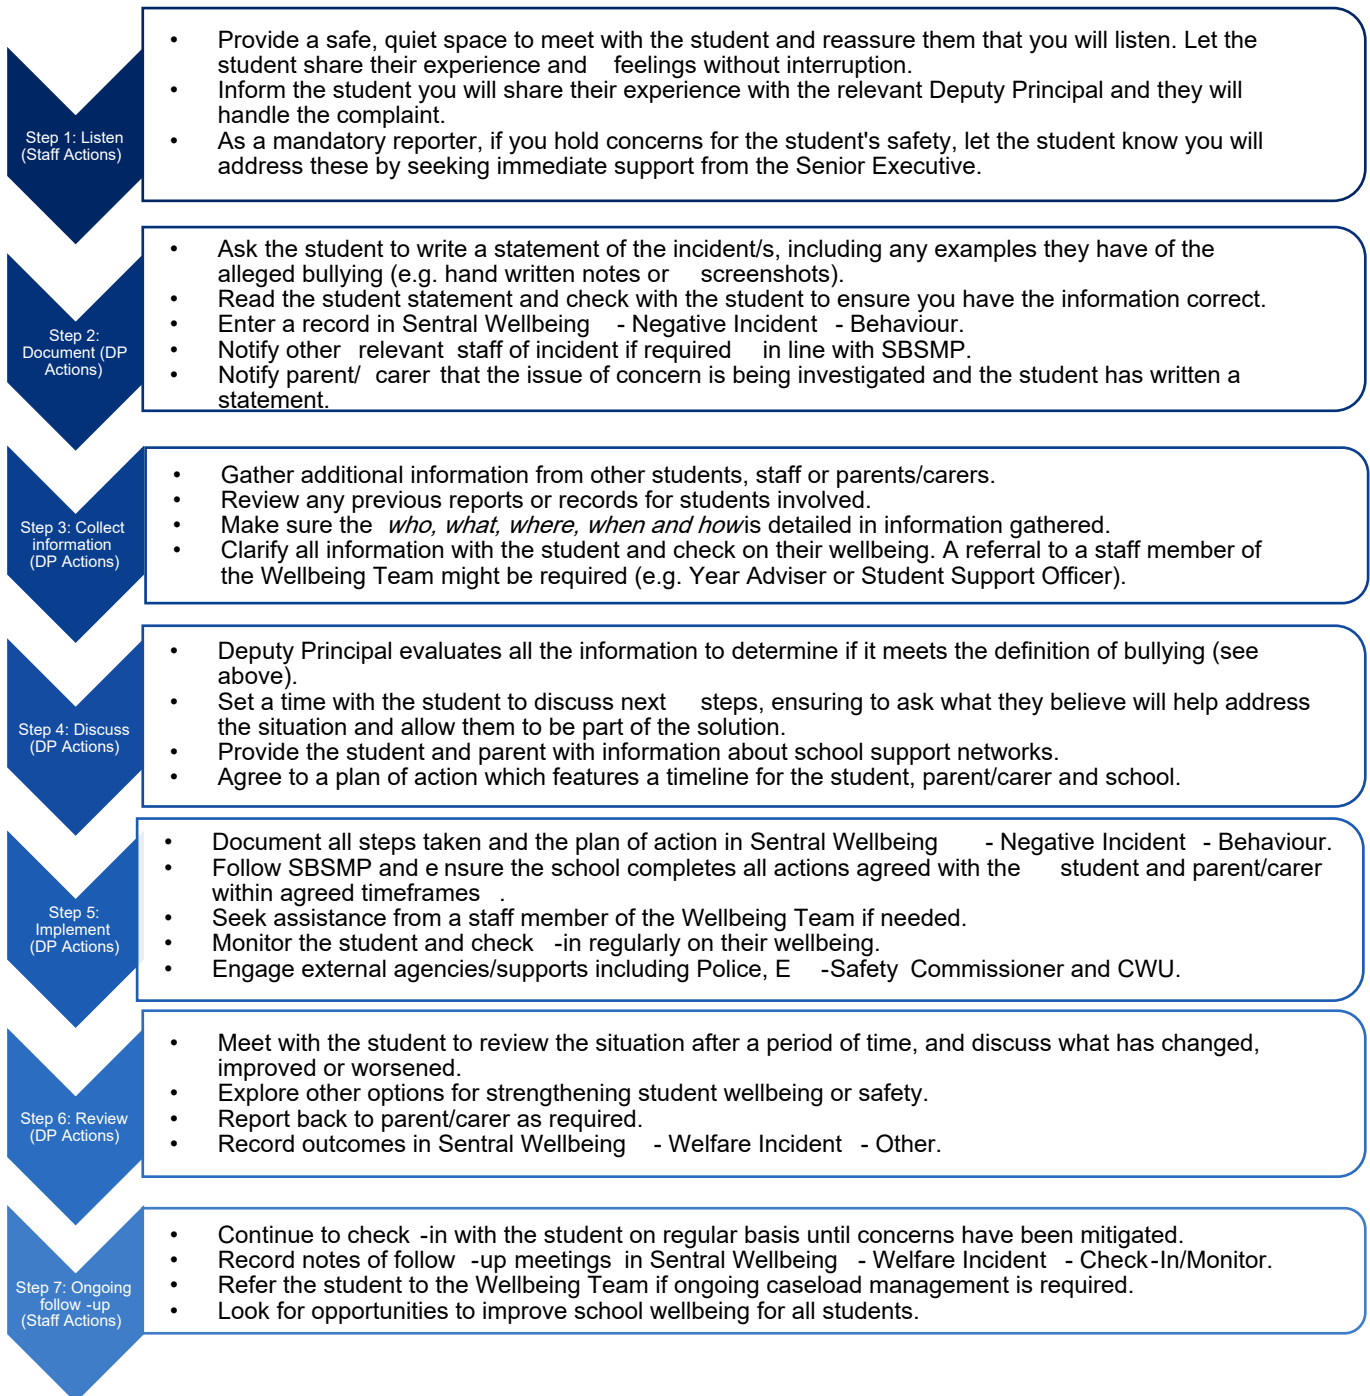 Step 1: Listen
(Staff Actions)
• Provide a safe, quiet space to meet with the student and reassure them that you will listen. Let the
student share their experience and feelings without interruption.
• Inform the student you will share their experience with the relevant Deputy Principal and they will
handle the complaint.
• As a mandatory reporter, if you hold concerns for the student's safety, let the student know you will
address these by seeking immediate support from the Senior Executive.
Step 2:
Document (DP
Actions)
• Ask the student to write a statement of the incident/s, including any examples they have of the
alleged bullying (e.g. hand written notes or screenshots).
• Read the student statement and check with the student to ensure you have the information correct.
• Enter a record in Sentral Wellbeing - Negative Incident - Behaviour.
• Notify other relevant staff of incident if required in line with SBSMP.
• Notify parent/ carer that the issue of concern is being investigated and the student has written a
statement.
Step 3: Collect
information
(DP Actions)
• Gather additional information from other students, staff or parents/carers.
• Review any previous reports or records for students involved.
• Make sure the who, what, where, when and how is detailed in information gathered.
• Clarify all information with the student and check on their wellbeing. A referral to a staff member of
the Wellbeing Team might be required (e.g. Year Adviser or Student Support Officer).
Step 4: Discuss
(DP Actions)
• Deputy Principal evaluates all the information to determine if it meets the definition of bullying (see
above).
• Set a time with the student to discuss next steps, ensuring to ask what they believe will help address
the situation and allow them to be part of the solution.
• Provide the student and parent with information about school support networks.
• Agree to a plan of action which features a timeline for the student, parent/carer and school.
Step 5:
Implement
(DP Actions)
• Document all steps taken and the plan of action in Sentral Wellbeing - Negative Incident - Behaviour.
• Follow SBSMP and e nsure the school completes all actions agreed with the student and parent/carer
within agreed timeframes .
• Seek assistance from a staff member of the Wellbeing Team if needed.
• Monitor the student and check -in regularly on their wellbeing.
• Engage external agencies/supports including Police, E -Safety Commissioner and CWU.
Step 6: Review
(DP Actions)
• Meet with the student to review the situation after a period of time, and discuss what has changed,
improved or worsened.
• Explore other options for strengthening student wellbeing or safety.
• Report back to parent/carer as required.
• Record outcomes in Sentral Wellbeing - Welfare Incident - Other.
Step 7: Ongoing
follow -up
(Staff Actions)
• Continue to check -in with the student on regular basis until concerns have been mitigated.
• Record notes of follow -up meetings in Sentral Wellbeing - Welfare Incident - Check-In/Monitor.
• Refer the student to the Wellbeing Team if ongoing caseload management is required.
• Look for opportunities to improve school wellbeing for all students.